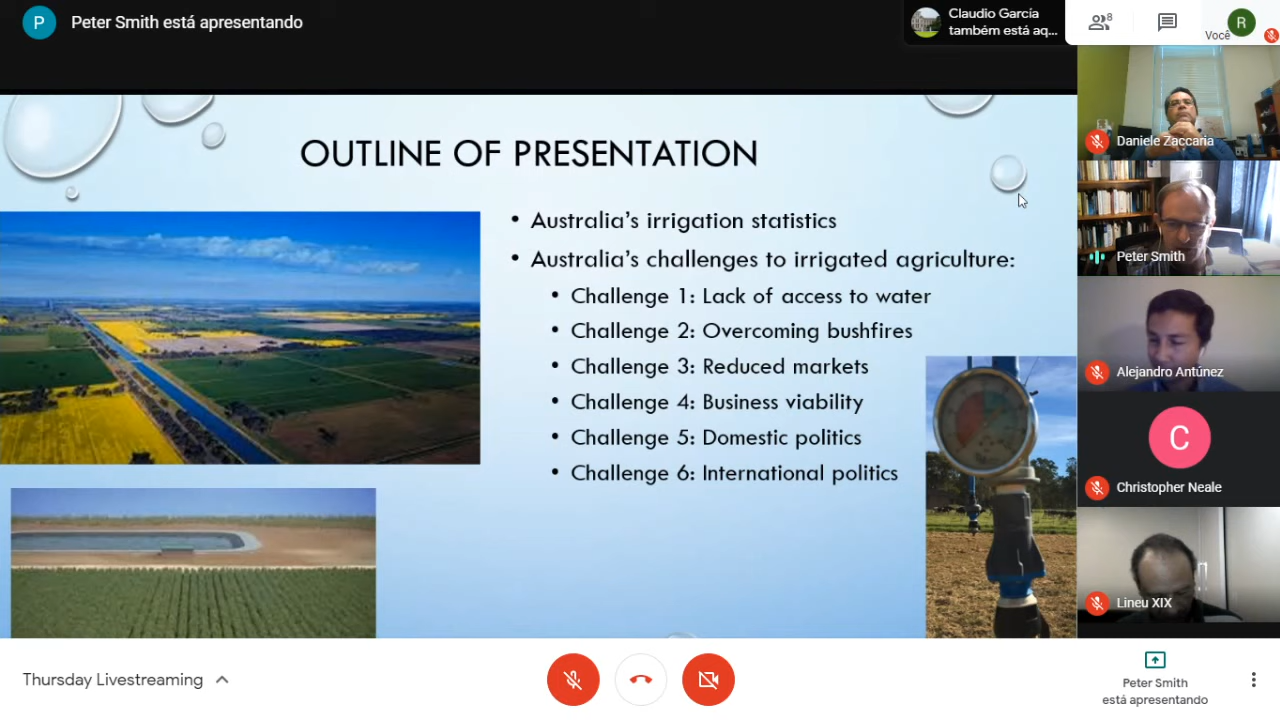 P
Peter Smith está apresentando
Claudio García
também está aq...
8
Você
R
OUTLINE OF PRESENTATION
• Australia's irrigation statistics
• Australia's challenges to irrigated agriculture:
• Challenge 1: Lack of access to water
• Challenge 2: Overcoming bushfires
• Challenge 3: Reduced markets
• Challenge 4: Business viability
• Challenge 5: Domestic politics
• Challenge 6: International politics
Daniele Zaccaria
Peter Smith
Alejandro Antúnez
C
Christopher Neale
Lineu XIX
Thursday Livestreaming
Peter Smith
está apresentando